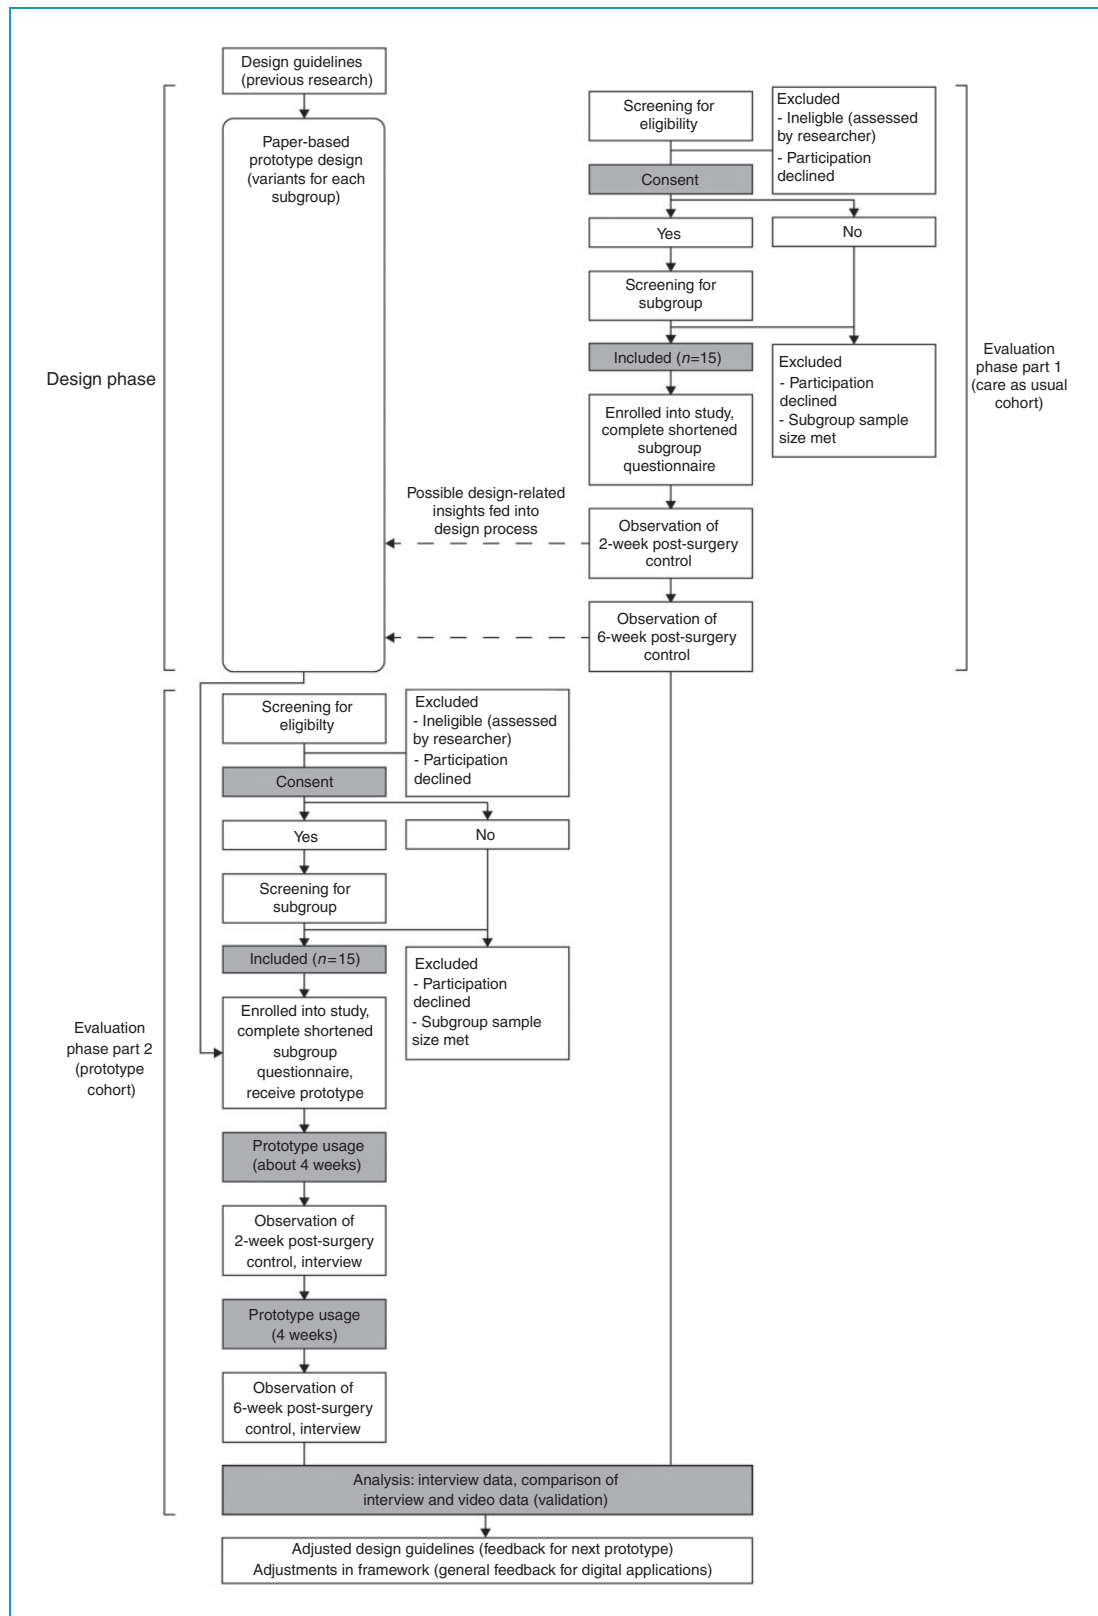 Design guidelines
(previous research)
Paper-based
prototype design
(variants for each
subgroup)
Design phase
Screening for
eligibility
Excluded
- Ineligble (assessed
by researcher)
- Participation
declined
Consent
Yes
No
Screening for
subgroup
Included (n=15)
Excluded
- Participation
declined
- Subgroup sample
size met
Evaluation
phase part 1
(care as usual
cohort)
Enrolled into study,
complete shortened
subgroup
questionnaire
Possible design-related
insights fed into
design process
Observation of
2-week post-surgery
control
Observation of
6-week post-surgery
control
Screening for
eligibilty
Excluded
- Ineligible (assessed
by researcher)
- Participation
declined
Consent
Yes
No
Screening for
subgroup
Included (n=15)
Excluded
- Participation
declined
- Subgroup sample
size met
Evaluation
phase part 2
(prototype
cohort)
Enrolled into study,
complete shortened
subgroup
questionnaire,
receive prototype
Prototype usage
(about 4 weeks)
Observation of
2-week post-surgery
control, interview
Prototype usage
(4 weeks)
Observation of
6-week post-surgery
control, interview
Analysis: interview data, comparison of
interview and video data (validation)
Adjusted design guidelines (feedback for next prototype)
Adjustments in framework (general feedback for digital applications)